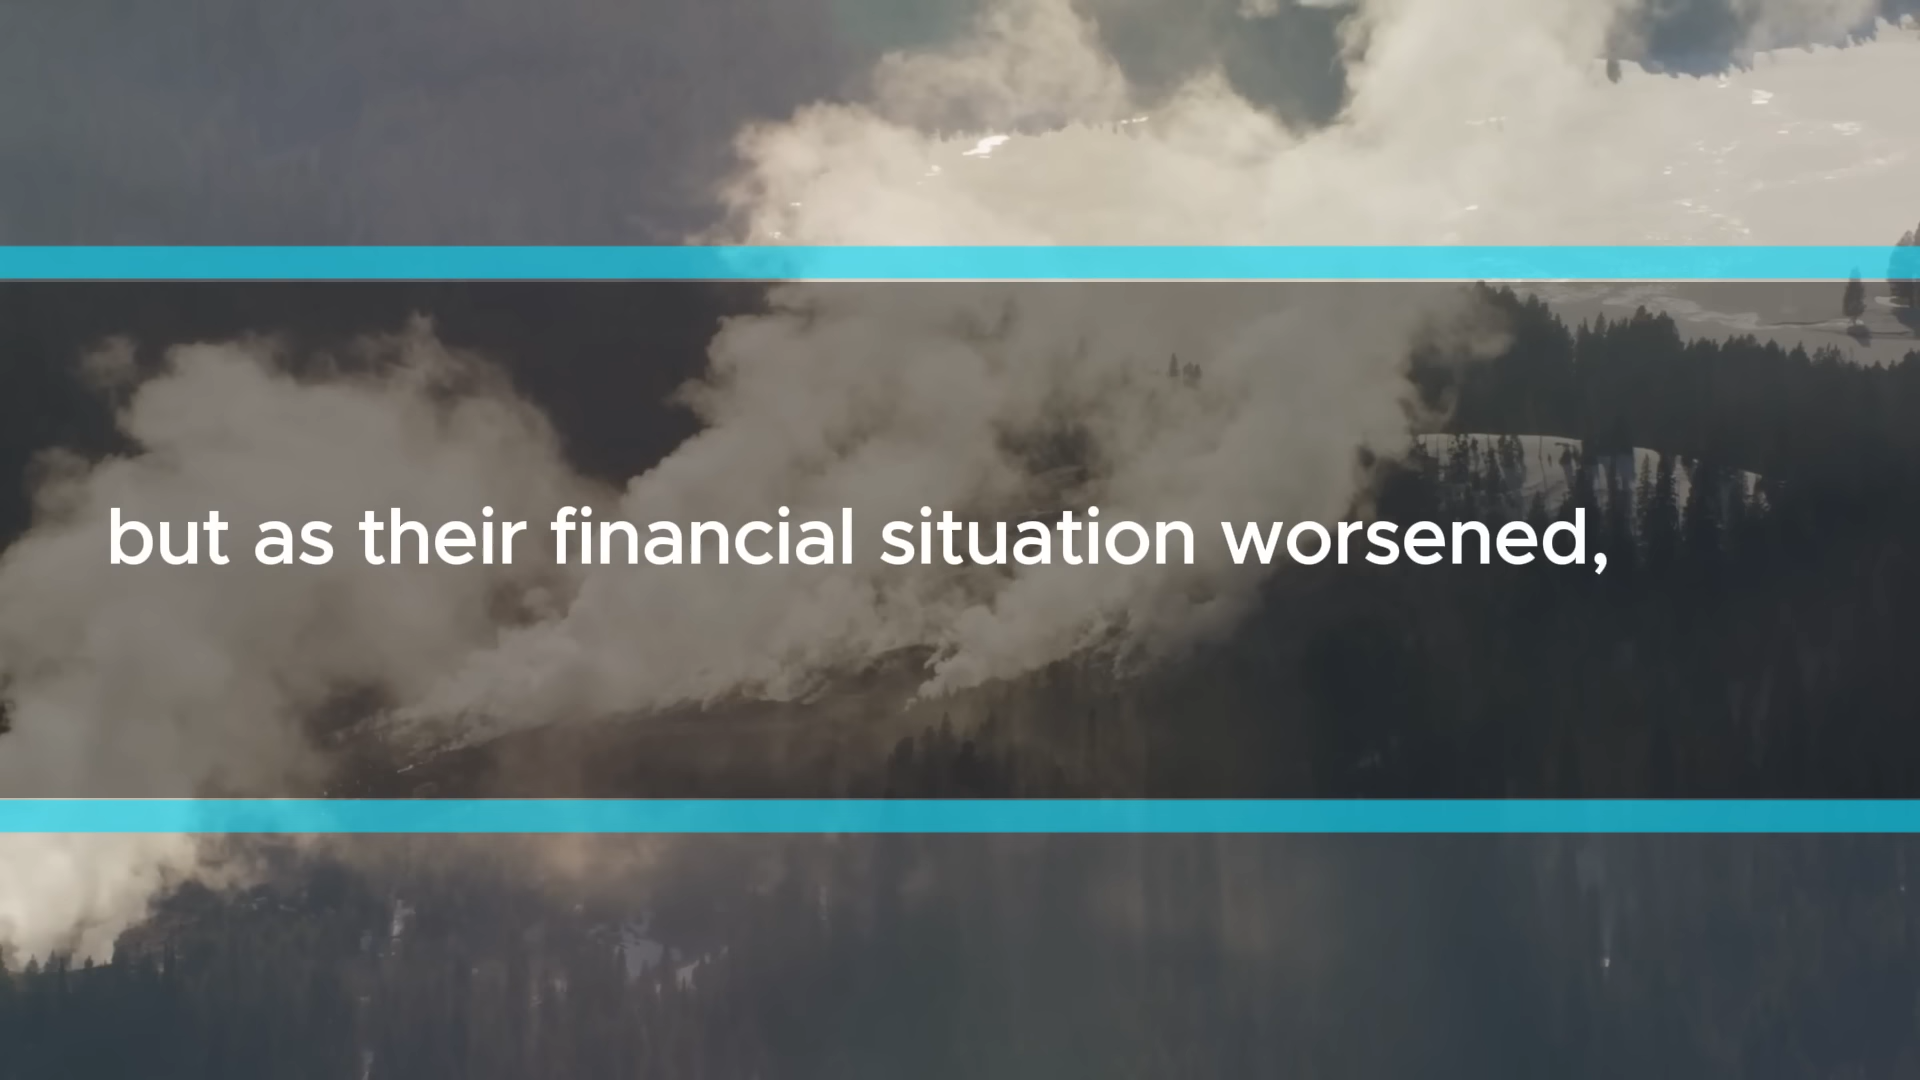 but as their financial situation worsened,